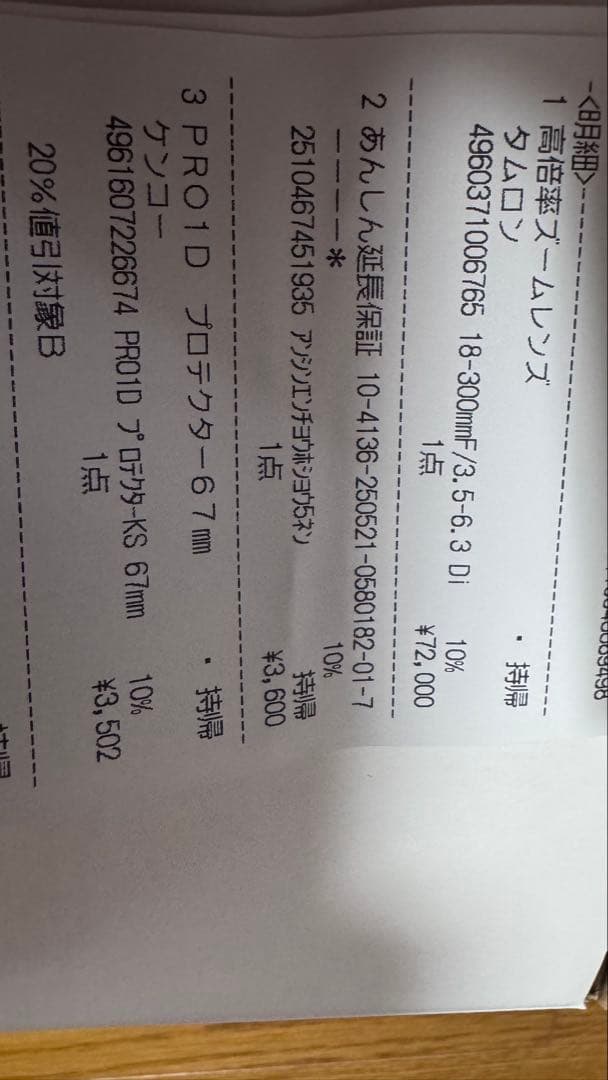 <明細>
1 高倍率ズームレンズ
タムロン ・ 持帰
4960371006765 18-300mmF/3.5-6.3 Di 10%
1点 ¥72,000
2 あんしん延長保証 10-4136-250521-0580182-01-7
ーーーー* 10%
2510467451935 アンシンエンチョウホショウ5ネン 持帰
1点 ¥3,600
3 PRO1D プロテクター67mm
ケンコー ・ 持帰
4961607226674 PRO1D プロテクタ-KS 67mm 10%
1点 ¥3,502
20%値引対象B